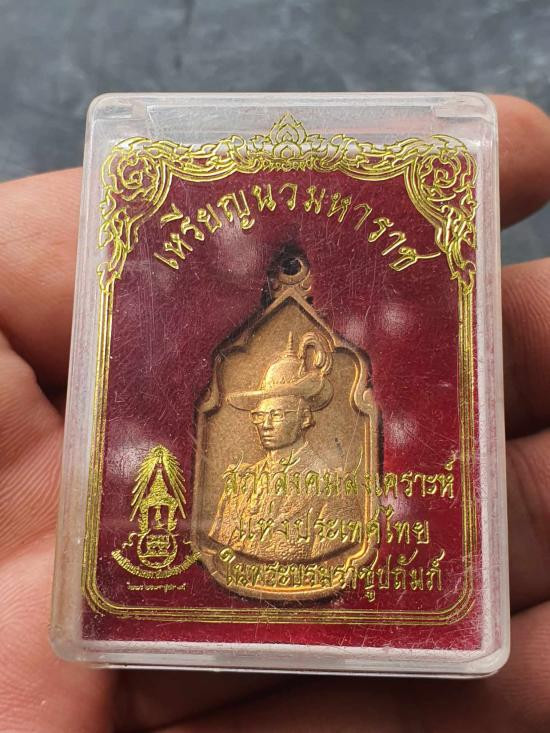 เหรียญนวมหาราช
สภาสังคมสงเคราะห์
แห่งประเทศไทย
ในพระบรมราชูปถัมภ์